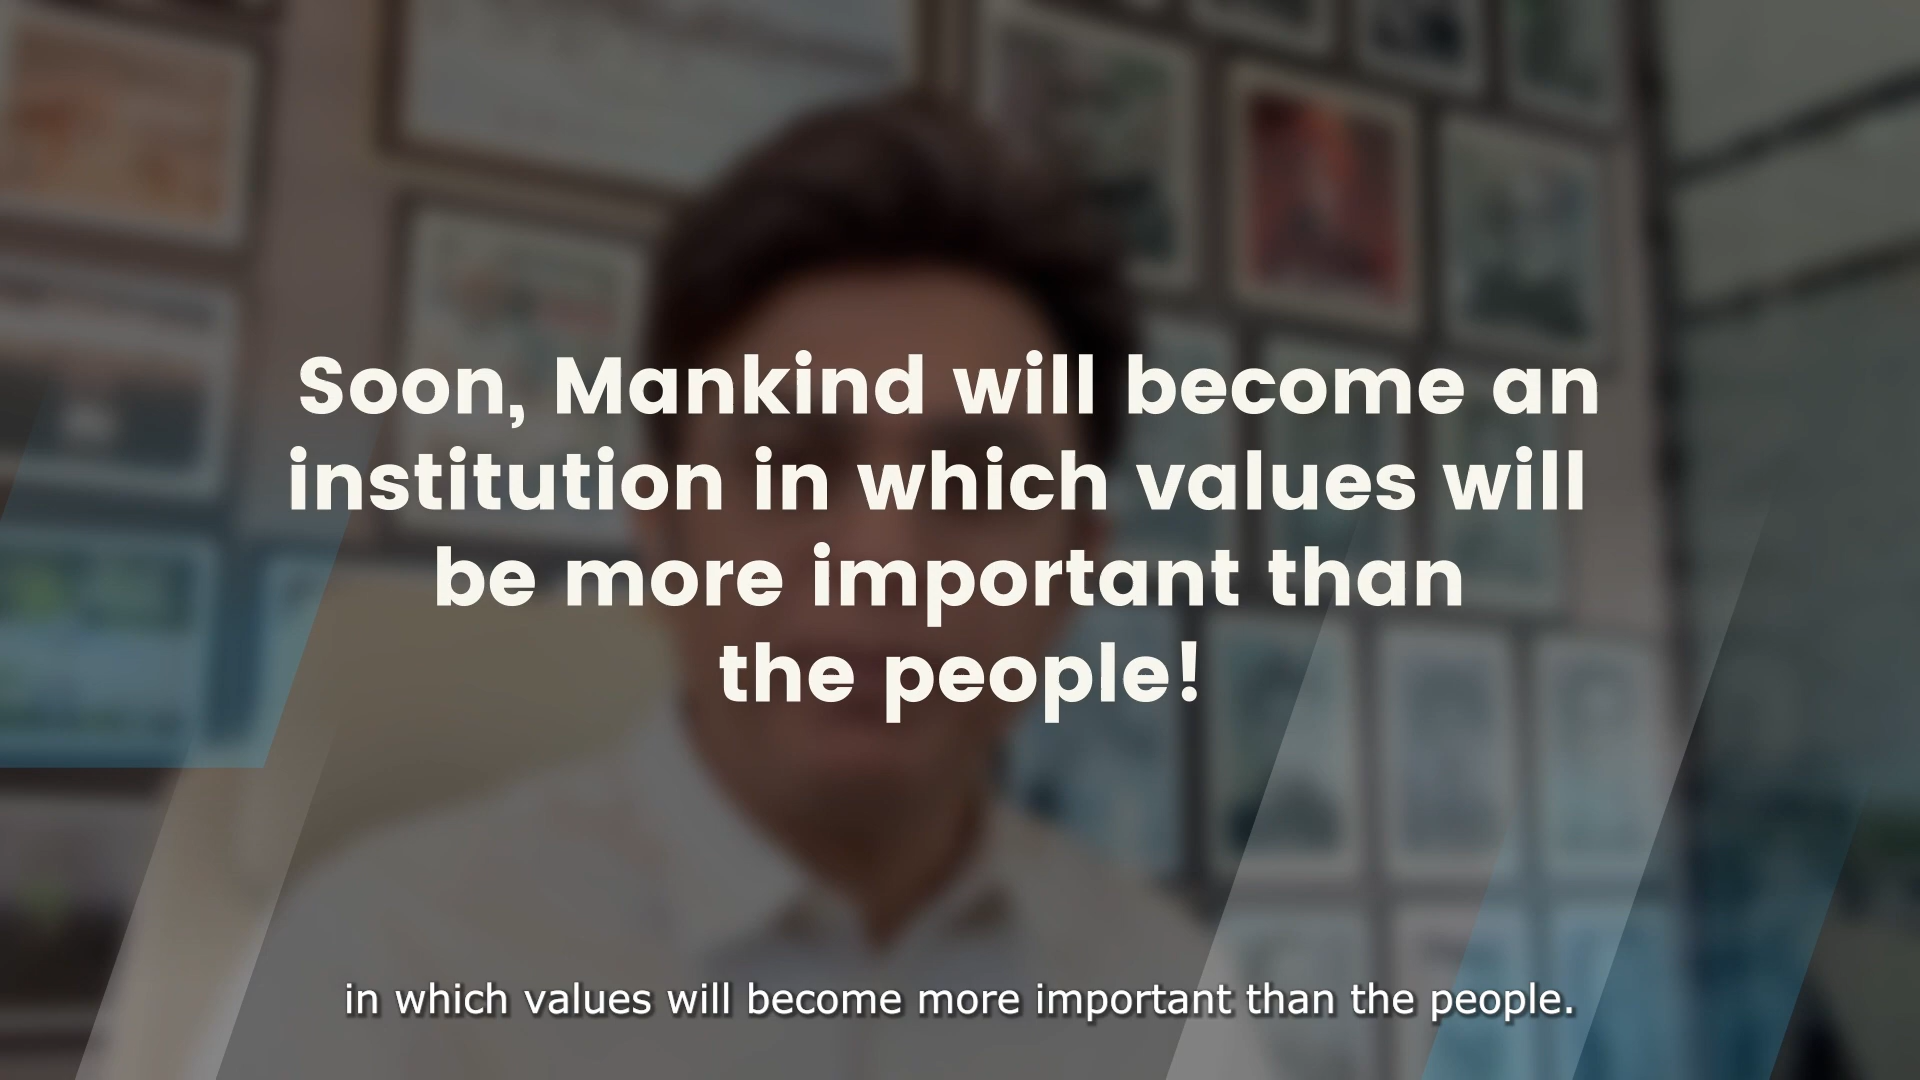 Soon, Mankind will become an
institution in which values will
be more important than
the people!
in which values will become more important than the people.